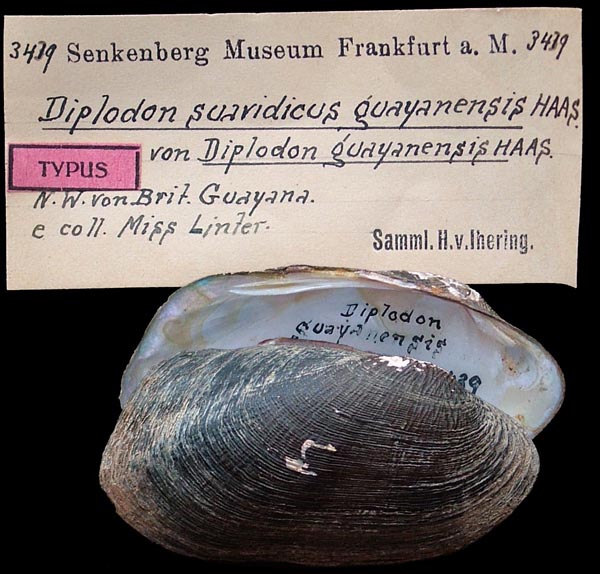 3439 Senkenberg Museum Frankfurt a. M. 3439
Diplodon suavidicus guayanensis HAAS.
TYPUS von Diplodon guayanensis HAAS.
N.W. von Brit. Guayana.
e coll. Miss Linter.
Samml. H.v.Ihering.
Diplodon
guayanensis